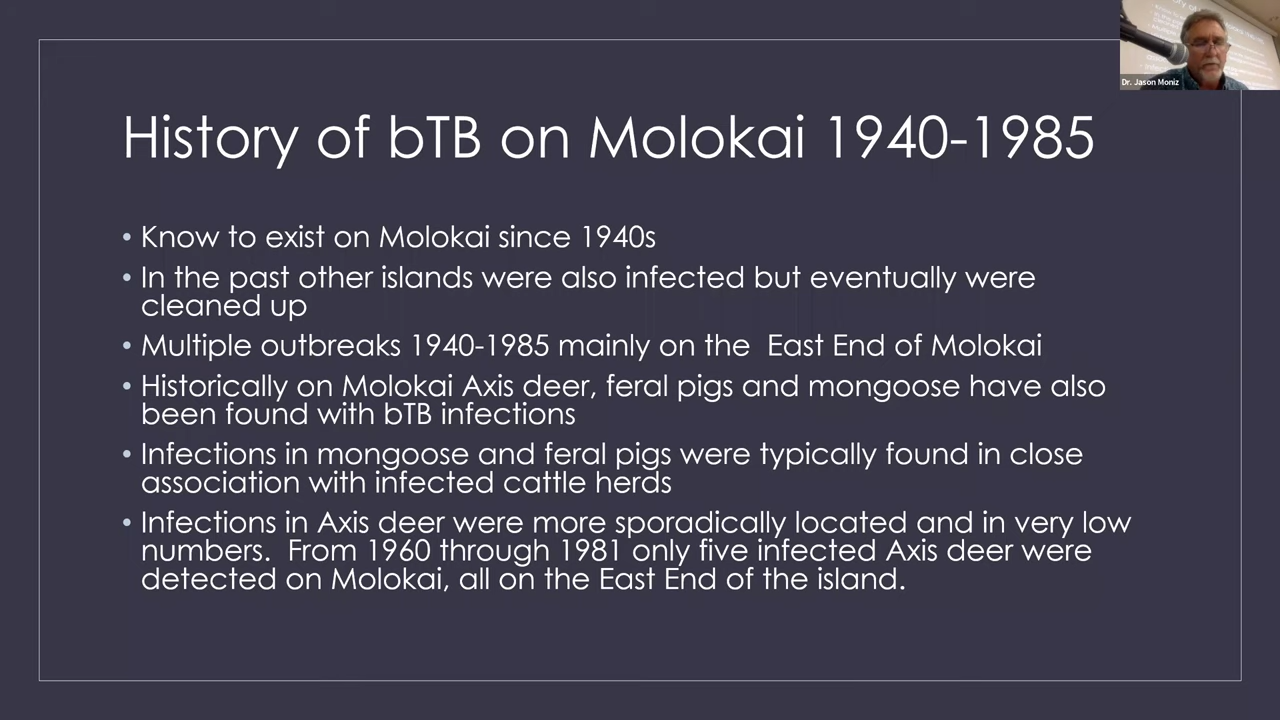 Dr. Jason Moniz
History of bTB on Molokai 1940-1985
• Know to exist on Molokai since 1940s
• In the past other islands were also infected but eventually were
cleaned up
• Multiple outbreaks 1940-1985 mainly on the  East End of Molokai
• Historically on Molokai Axis deer, feral pigs and mongoose have also
been found with bTB infections
• Infections in mongoose and feral pigs were typically found in close
association with infected cattle herds
• Infections in Axis deer were more sporadically located and in very low
numbers.  From 1960 through 1981 only five infected Axis deer were
detected on Molokai, all on the East End of the island.